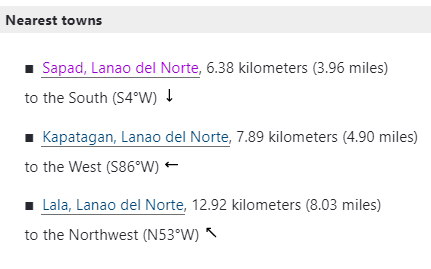 Nearest towns
▪ Sapad, Lanao del Norte, 6.38 kilometers (3.96 miles)
to the South (S4°W) ↓
▪ Kapatagan, Lanao del Norte, 7.89 kilometers (4.90 miles)
to the West (S86°W) ←
▪ Lala, Lanao del Norte, 12.92 kilometers (8.03 miles)
to the Northwest (N53°W) ↖